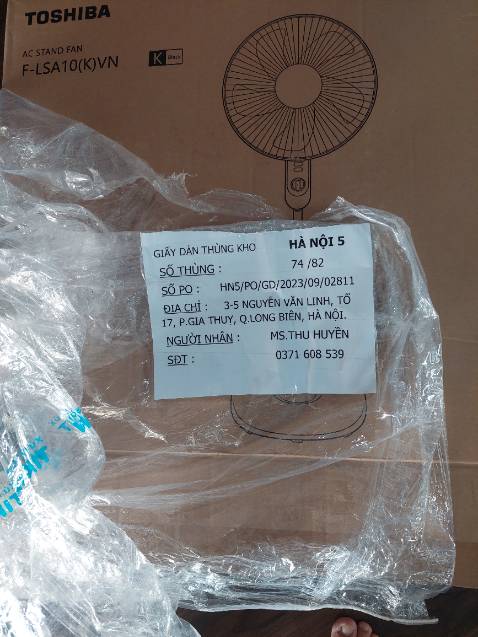 TOSHIBA
AC STAND FAN
F-LSA10(K)VN
K Black
GIẤY DÁN THÙNG KHO HÀ NỘI 5
SỐ THÙNG : 74 /82
SỐ PO : HN5/PO/GD/2023/09/02811
ĐỊA CHỈ : 3-5 NGUYỄN VĂN LINH, TỔ
17, P.GIA THỤY, Q.LONG BIÊN, HÀ NỘI.
NGƯỜI NHẬN : MS.THU HUYỀN
SĐT : 0371 608 539